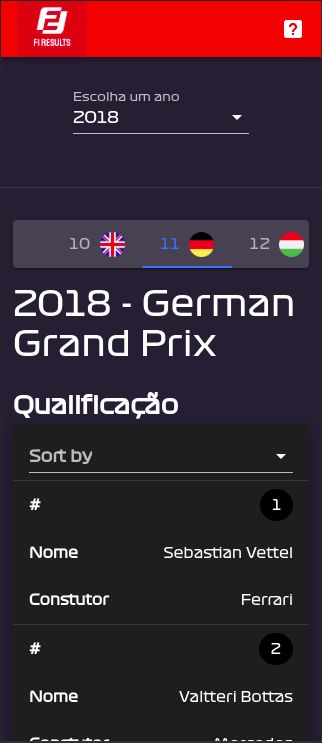 F1 RESULTS
?
Escolha um ano
2018
10 11 12
2018 - German
Grand Prix
Qualificação
Sort by
# 1
Nome Sebastian Vettel
Constutor Ferrari
# 2
Nome Valtteri Bottas
Constutor Mercedes